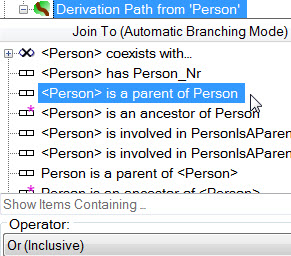 Derivation Path from 'Person'
Join To (Automatic Branching Mode)
<Person> coexists with...
<Person> has Person_Nr
<Person> is a parent of Person
<Person> is an ancestor of Person
<Person> is involved in PersonIsAParen
<Person> is involved in PersonIsAParen
Person is a parent of <Person>
Person is an ancestor of <Person>
Show Items Containing ...
Operator:
Or (Inclusive)